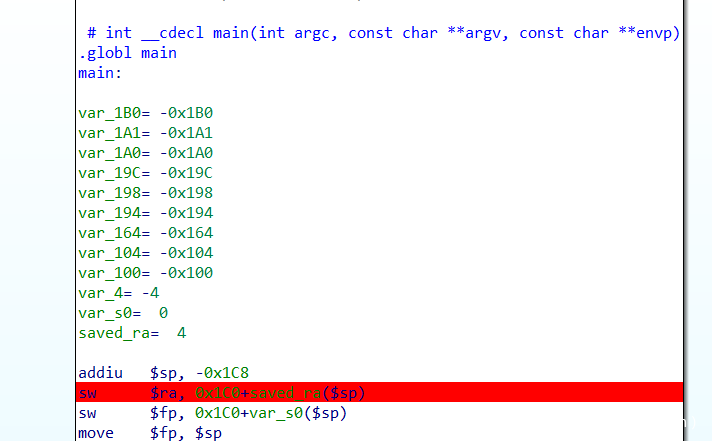 # int __cdecl main(int argc, const char **argv, const char **envp)
.globl main
main:
var_1B0= -0x1B0
var_1A1= -0x1A1
var_1A0= -0x1A0
var_19C= -0x19C
var_198= -0x198
var_194= -0x194
var_164= -0x164
var_104= -0x104
var_100= -0x100
var_4= -4
var_s0= 0
saved_ra= 4
addiu $sp, -0x1C8
sw $ra, 0x1C0+saved_ra($sp)
sw $fp, 0x1C0+var_s0($sp)
move $fp, $sp